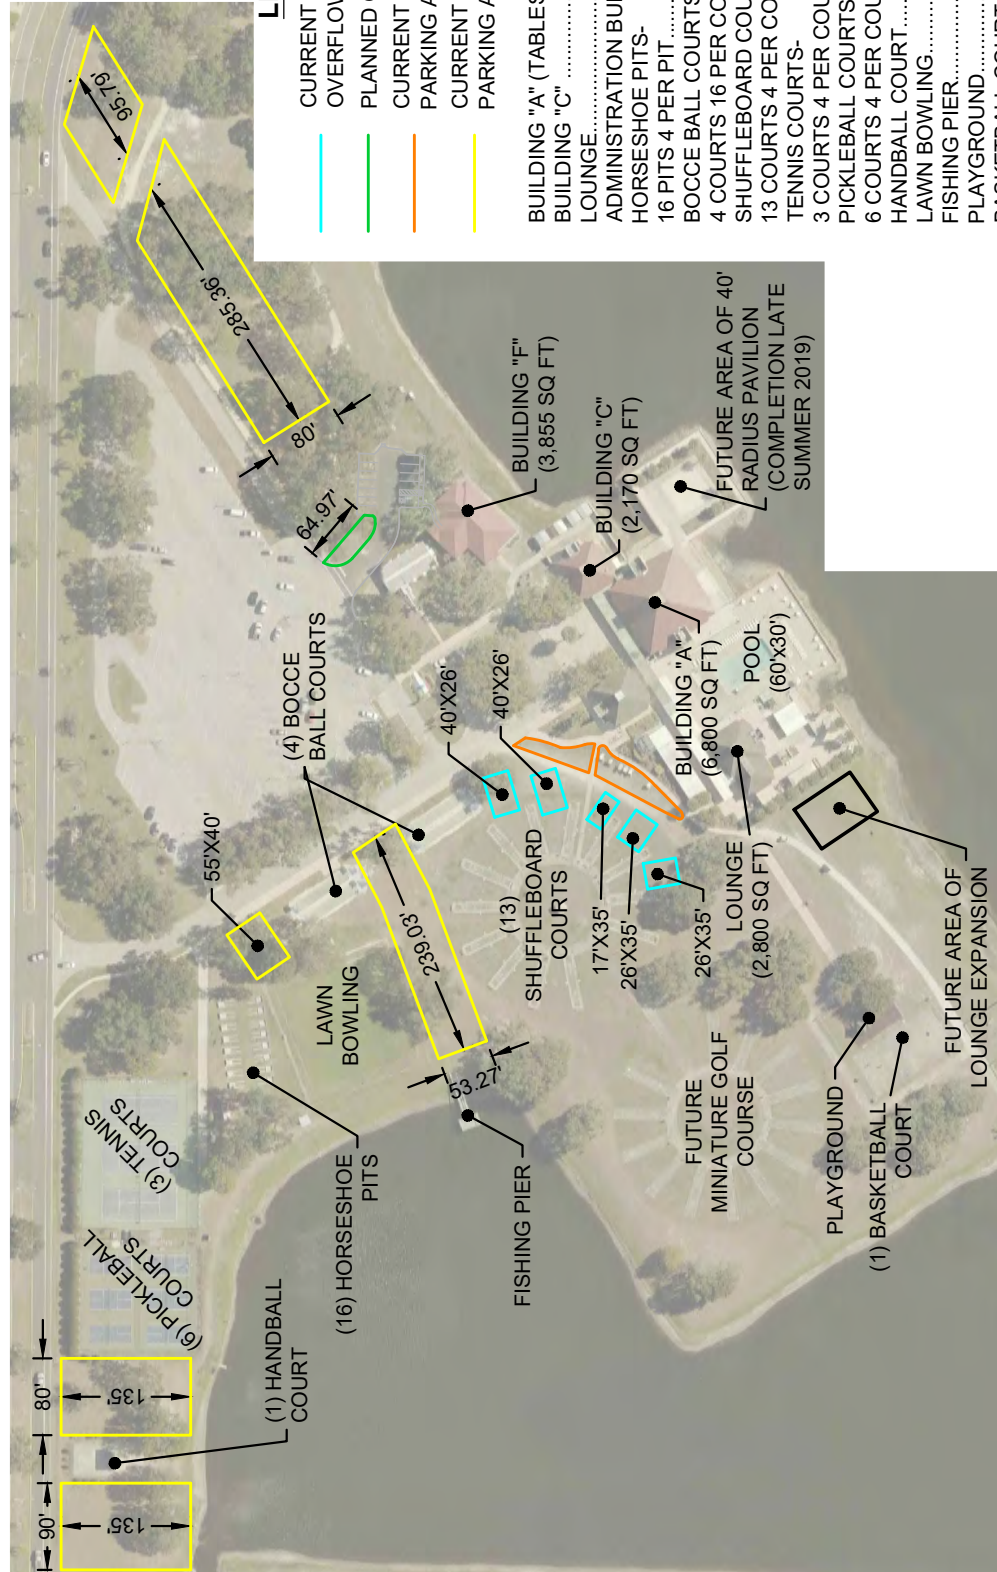 95.79'
285.36'
80'
64.97'
BUILDING "F"
(3,855 SQ FT)
BUILDING "C"
(2,170 SQ FT)
FUTURE AREA OF 40'
RADIUS PAVILION
(COMPLETION LATE
SUMMER 2019)
BUILDING "A"
(6,800 SQ FT)
POOL
(60'x30')
(4) BOCCE
BALL COURTS
40'X26'
40'X26'
55'X40'
239.03'
53.27'
(13)
SHUFFLEBOARD
COURTS
17'X35'
26'X35'
26'X35'
LOUNGE
(2,800 SQ FT)
LAWN
BOWLING
(3) TENNIS
COURTS
(6) PICKLEBALL
COURTS
(16) HORSESHOE
PITS
FISHING PIER
FUTURE
MINIATURE GOLF
COURSE
PLAYGROUND
(1) BASKETBALL
COURT
FUTURE AREA OF
LOUNGE EXPANSION
80'
135'
(1) HANDBALL
COURT
90'
135'
CURRENT
OVERFLOW
PLANNED
CURRENT
PARKING A
CURRENT
PARKING A
BUILDING "A" (TABLES
BUILDING "C" ..............
LOUNGE......................
ADMINISTRATION BUI
HORSESHOE PITS-
16 PITS 4 PER PIT.......
BOCCE BALL COURTS
4 COURTS 16 PER CO
SHUFFLEBOARD COU
13 COURTS 4 PER CO
TENNIS COURTS-
3 COURTS 4 PER COU
PICKLEBALL COURTS
6 COURTS 4 PER COU
HANDBALL COURT.....
LAWN BOWLING.........
FISHING PIER..............
PLAYGROUND............